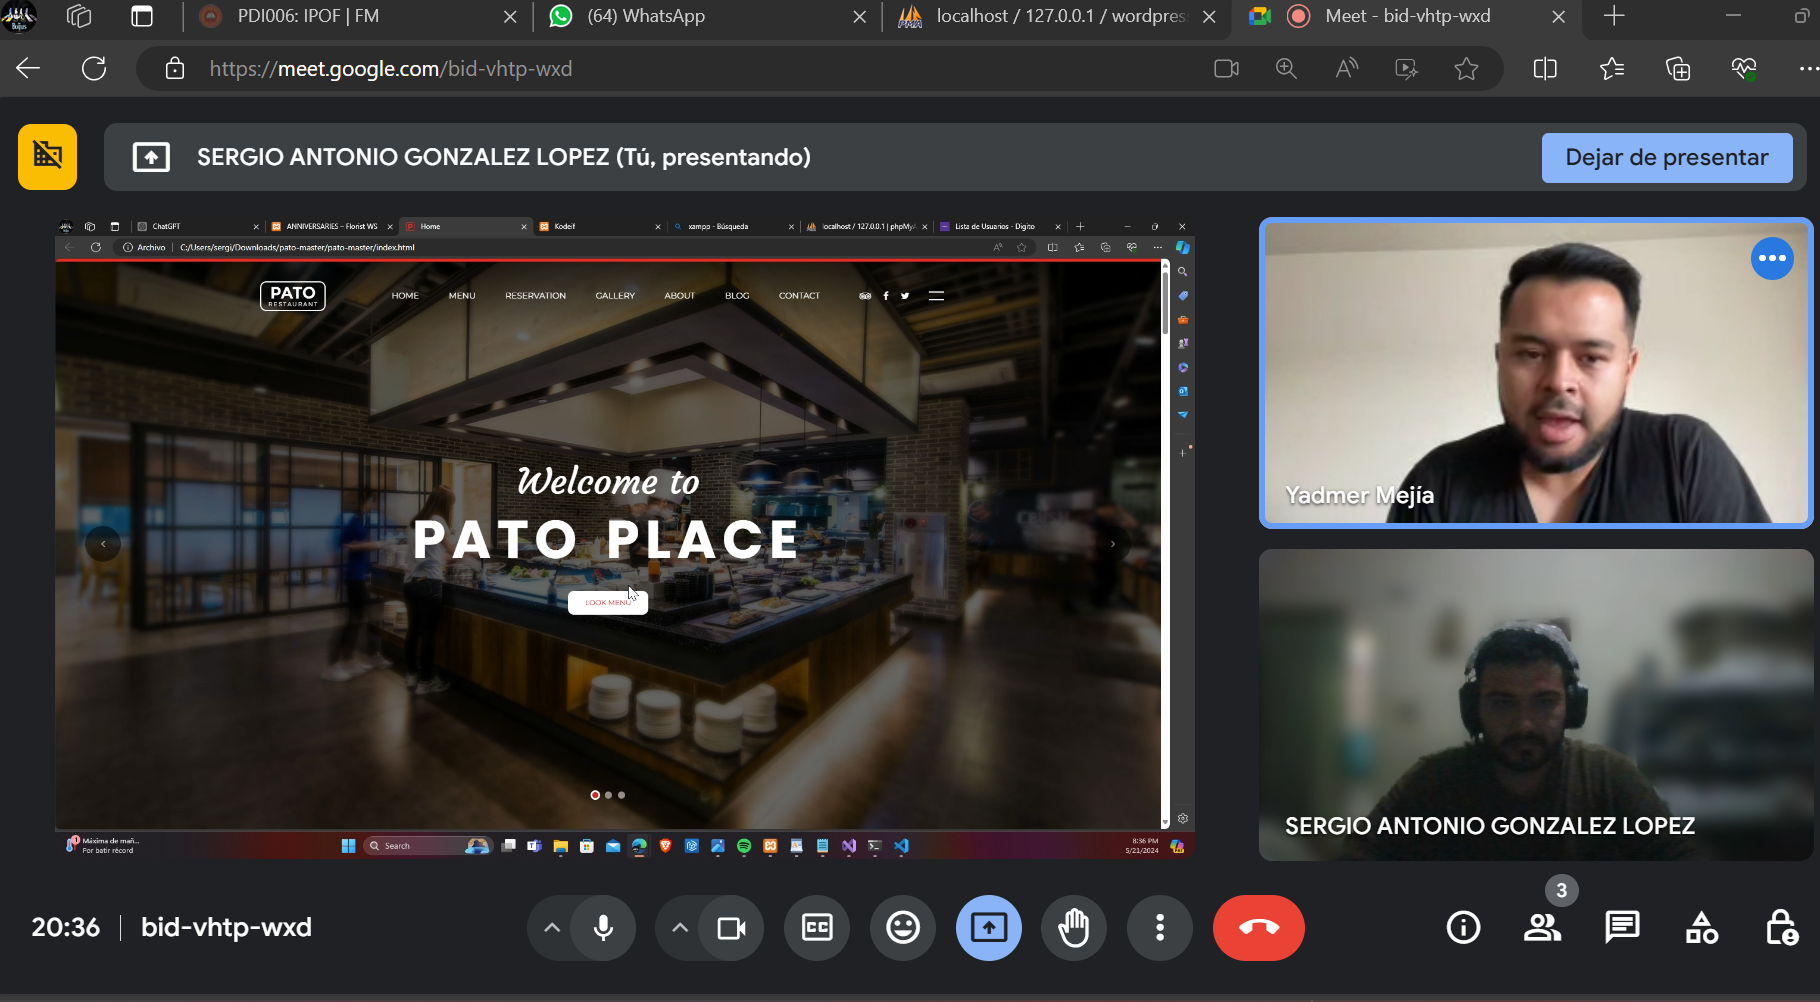 PDI006: IPOF | FM
(64) WhatsApp
localhost / 127.0.0.1 / wordpres
Meet - bid-vhtp-wxd
https://meet.google.com/bid-vhtp-wxd
SERGIO ANTONIO GONZALEZ LOPEZ (Tú, presentando)
Dejar de presentar
ChatGPT
ANNIVERSARIES – Florist WS
Home
Kodeif
xampp - Búsqueda
localhost / 127.0.0.1 | phpMyA
Lista de Usuarios - Digito
Archivo
C:/Users/sergi/Downloads/pato-master/pato-master/index.html
PATO
RESTAURANT
HOME
MENU
RESERVATION
GALLERY
ABOUT
BLOG
CONTACT
Welcome to
PATO PLACE
LOOK MENU
Máxima de mañ...
Por batir récord
Search
8:36 PM
5/21/2024
Yadmer Mejía
SERGIO ANTONIO GONZALEZ LOPEZ
20:36
bid-vhtp-wxd
3